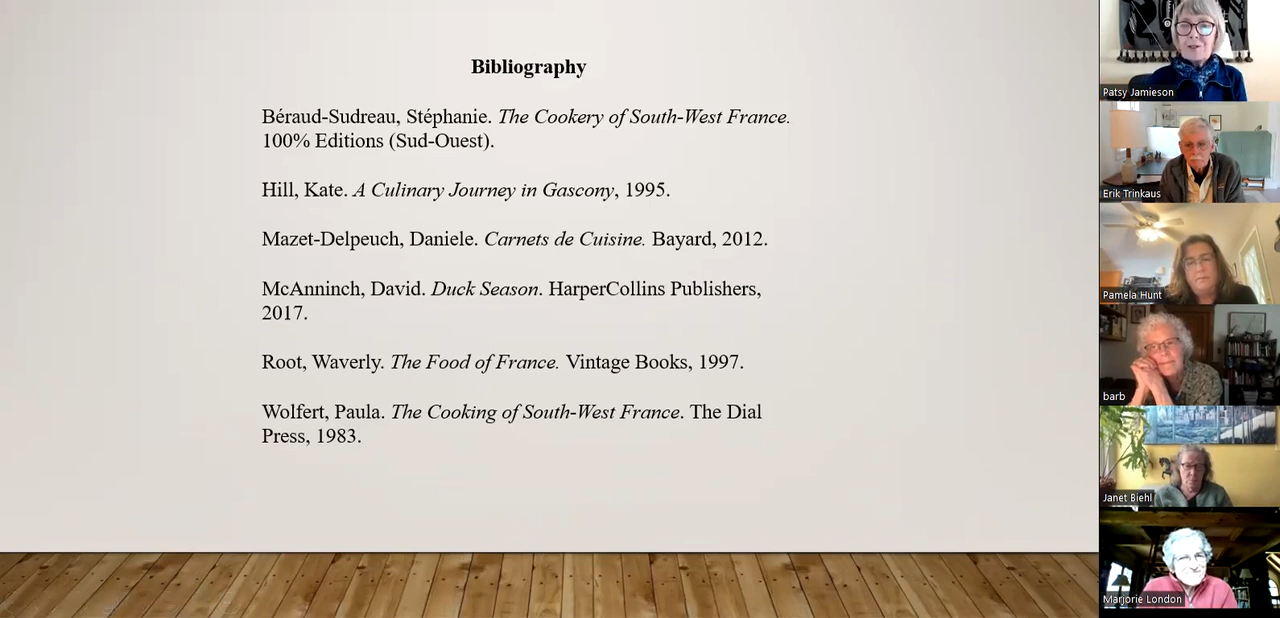 Bibliography
Béraud-Sudreau, Stéphanie. The Cookery of South-West France.
100% Editions (Sud-Ouest).
Hill, Kate. A Culinary Journey in Gascony, 1995.
Mazet-Delpeuch, Daniele. Carnets de Cuisine. Bayard, 2012.
McAnninch, David. Duck Season. HarperCollins Publishers,
2017.
Root, Waverly. The Food of France. Vintage Books, 1997.
Wolfert, Paula. The Cooking of South-West France. The Dial
Press, 1983.
Patsy Jamieson
Erik Trinkaus
Pamela Hunt
barb
Janet Biehl
Marjorie London